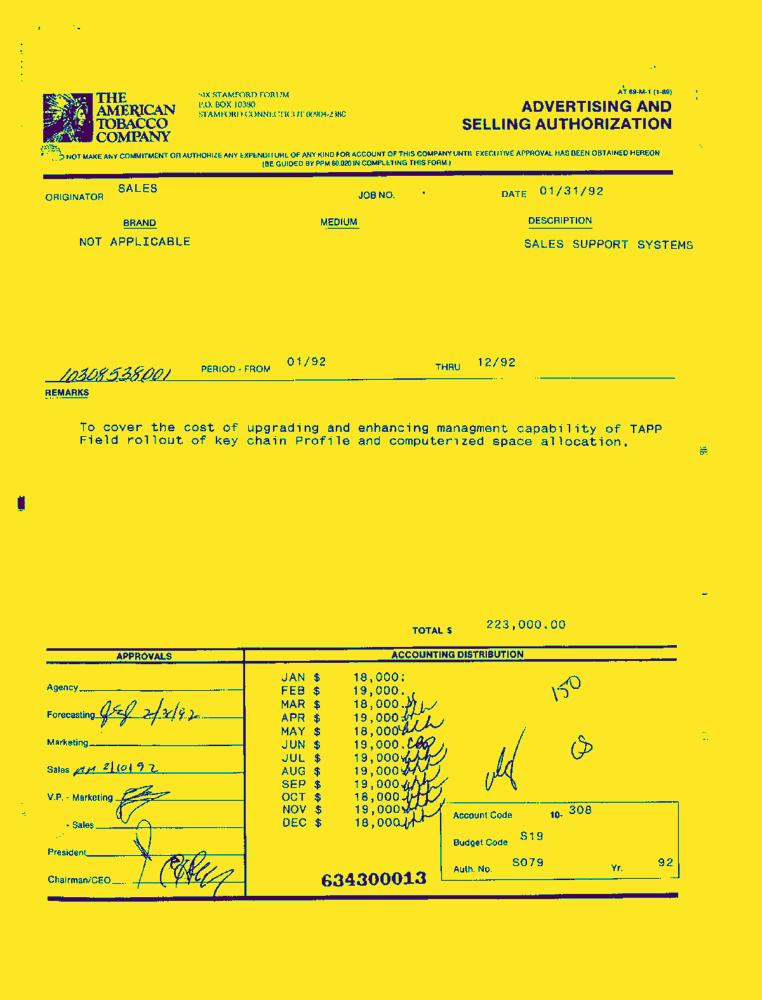 THE
AMERICAN
TOBACCO
COMPANY
SIX STAMFORD FORUM
P.O. BOX 10380
STAMFORD CONNECTICUT 06904-2380
AT 69-M-1 (1-89)
ADVERTISING AND
SELLING AUTHORIZATION
DO NOT MAKE ANY COMMITMENT OR AUTHORIZE ANY EXPENDITURE OF ANY KIND FOR ACCOUNT OF THIS COMPANY UNTIL EXECUTIVE APPROVAL HAS BEEN OBTAINED HEREON
(BE GUIDED BY PPM 60.020 IN COMPLETING THIS FORM.)
ORIGINATOR SALES JOB NO. DATE 01/31/92
BRAND MEDIUM DESCRIPTION
NOT APPLICABLE SALES SUPPORT SYSTEMS
10308538001 PERIOD - FROM 01/92 THRU 12/92
REMARKS
To cover the cost of upgrading and enhancing managment capability of TAPP
Field rollout of key chain Profile and computerized space allocation.
TOTAL $ 223,000.00
APPROVALS ACCOUNTING DISTRIBUTION
Agency
Forecasting
Marketing
Sales 2/10/92
V.P. - Marketing
- Sales
President
Chairman/CEO
JAN $ 18,000.
FEB $ 19,000.
MAR $ 18,000.
APR $ 19,000
MAY $ 18,000
JUN $ 19,000.
JUL $ 19,000
AUG $ 19,000
SEP $ 19,000
OCT $ 18,000
NOV $ 19,000
DEC $ 18,000
150
Account Code 10- 308
Budget Code S19
Auth. No. S079 Yr. 92
634300013